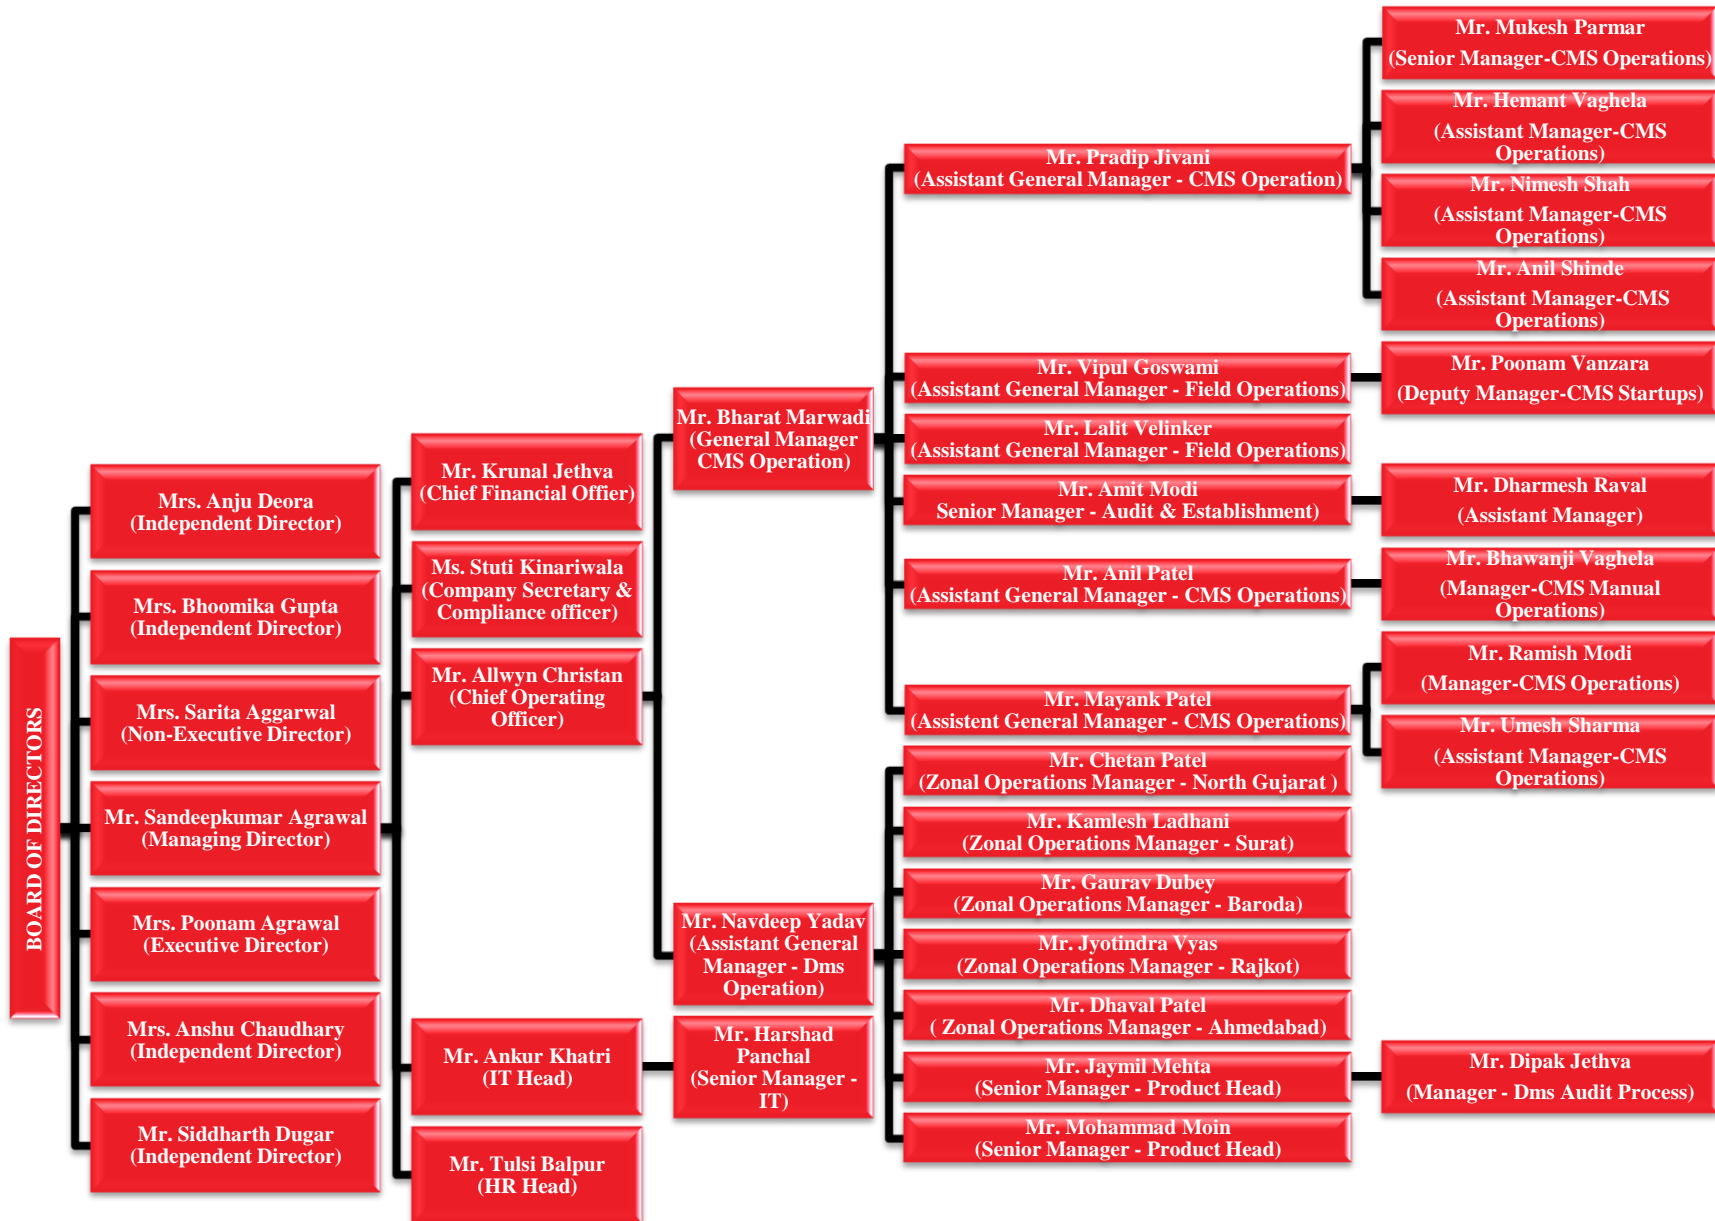 BOARD OF DIRECTORS
Mrs. Anju Deora
(Independent Director)
Mrs. Bhoomika Gupta
(Independent Director)
Mrs. Sarita Aggarwal
(Non-Executive Director)
Mr. Sandeepkumar Agrawal
(Managing Director)
Mrs. Poonam Agrawal
(Executive Director)
Mrs. Anshu Chaudhary
(Independent Director)
Mr. Siddharth Dugar
(Independent Director)
Mr. Krunal Jethva
(Chief Financial Offier)
Ms. Stuti Kinariwala
(Company Secretary &
Compliance officer)
Mr. Allwyn Christan
(Chief Operating
Officer)
Mr. Ankur Khatri
(IT Head)
Mr. Tulsi Balpur
(HR Head)
Mr. Bharat Marwadi
(General Manager
CMS Operation)
Mr. Navdeep Yadav
(Assistant General
Manager - Dms
Operation)
Mr. Harshad
Panchal
(Senior Manager -
IT)
Mr. Pradip Jivani
(Assistant General Manager - CMS Operation)
Mr. Vipul Goswami
(Assistant General Manager - Field Operations)
Mr. Lalit Velinker
(Assistant General Manager - Field Operations)
Mr. Amit Modi
Senior Manager - Audit & Establishment)
Mr. Anil Patel
(Assistant General Manager - CMS Operations)
Mr. Mayank Patel
(Assistent General Manager - CMS Operations)
Mr. Chetan Patel
(Zonal Operations Manager - North Gujarat )
Mr. Kamlesh Ladhani
(Zonal Operations Manager - Surat)
Mr. Gaurav Dubey
(Zonal Operations Manager - Baroda)
Mr. Jyotindra Vyas
(Zonal Operations Manager - Rajkot)
Mr. Dhaval Patel
( Zonal Operations Manager - Ahmedabad)
Mr. Jaymil Mehta
(Senior Manager - Product Head)
Mr. Mohammad Moin
(Senior Manager - Product Head)
Mr. Mukesh Parmar
(Senior Manager-CMS Operations)
Mr. Hemant Vaghela
(Assistant Manager-CMS
Operations)
Mr. Nimesh Shah
(Assistant Manager-CMS
Operations)
Mr. Anil Shinde
(Assistant Manager-CMS
Operations)
Mr. Poonam Vanzara
(Deputy Manager-CMS Startups)
Mr. Dharmesh Raval
(Assistant Manager)
Mr. Bhawanji Vaghela
(Manager-CMS Manual
Operations)
Mr. Ramish Modi
(Manager-CMS Operations)
Mr. Umesh Sharma
(Assistant Manager-CMS
Operations)
Mr. Dipak Jethva
(Manager - Dms Audit Process)